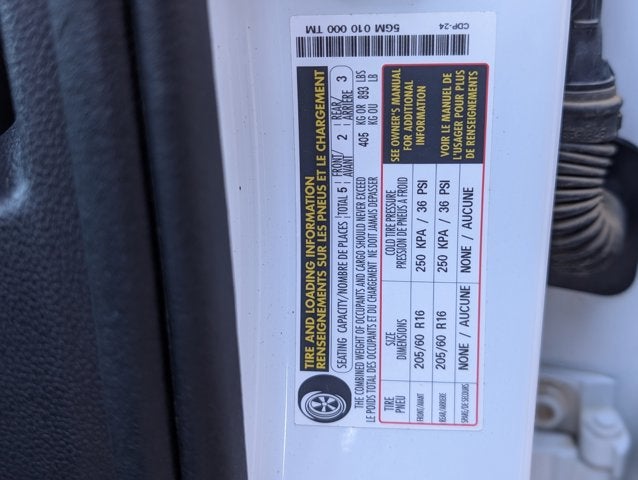 5GM 010 000 TM
CDP-24
TIRE AND LOADING INFORMATION
RENSEIGNEMENTS SUR LES PNEUS ET LE CHARGEMENT
SEATING CAPACITY/NOMBRE DE PLACES TOTAL 5 FRONT/AVANT 2 REAR/ARRIÈRE 3
THE COMBINED WEIGHT OF OCCUPANTS AND CARGO SHOULD NEVER EXCEED 405 KG OR 893 LBS
LE POIDS TOTAL DES OCCUPANTS ET DU CHARGEMENT NE DOIT JAMAIS DEPASSER KG OU LB
TIRE PNEU SIZE DIMENSIONS COLD TIRE PRESSURE PRESSION DE PNEUS À FROID
FRONT/AVANT 205/60 R16 250 KPA / 36 PSI
REAR/ARRIERE 205/60 R16 250 KPA / 36 PSI
SPARE/DE SECOURS NONE / AUCUNE NONE / AUCUNE
SEE OWNER'S MANUAL
FOR ADDITIONAL
INFORMATION
VOIR LE MANUEL DE
L'USAGER POUR PLUS
DE RENSEIGNEMENTS